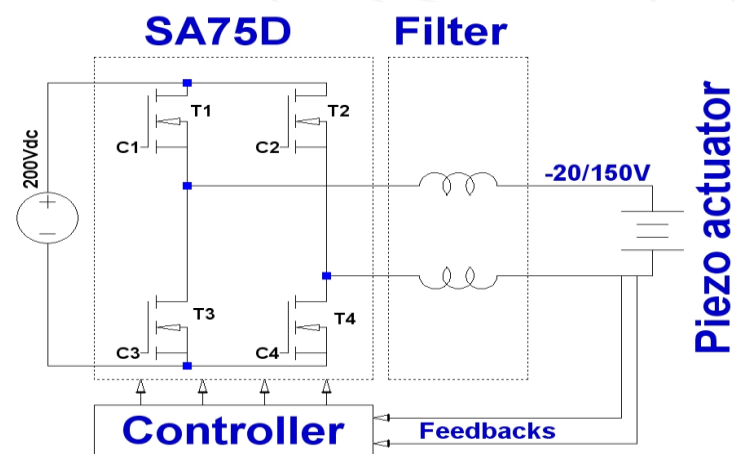 SA75D
Filter
200Vdc
+
T1
T2
C1
C2
-20/150V
Piezo actuator
T3
T4
C3
C4
Controller
Feedbacks